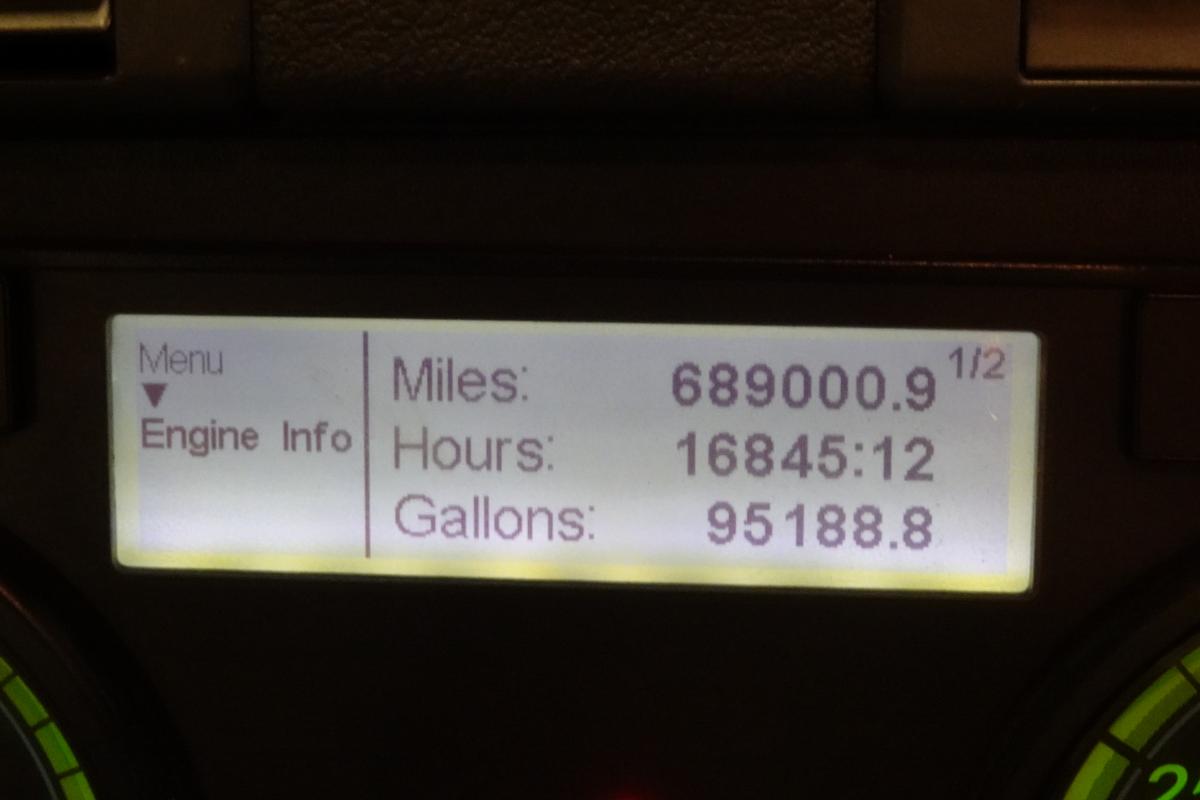 Menu
Engine Info
Miles: 689000.9 1/2
Hours: 16845:12
Gallons: 95188.8